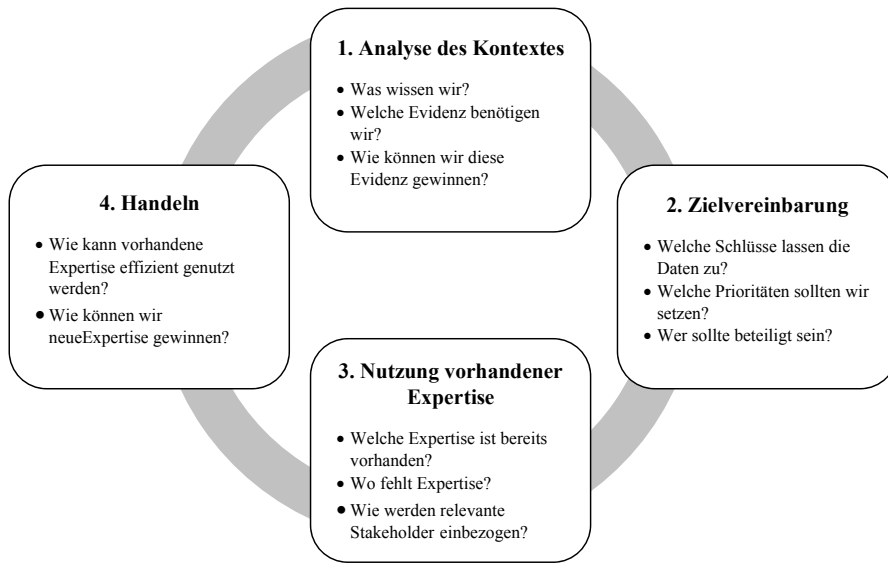 1. Analyse des Kontextes
• Was wissen wir?
• Welche Evidenz benötigen
wir?
• Wie können wir diese
Evidenz gewinnen?
2. Zielvereinbarung
• Welche Schlüsse lassen die
Daten zu?
• Welche Prioritäten sollten wir
setzen?
• Wer sollte beteiligt sein?
3. Nutzung vorhandener
Expertise
• Welche Expertise ist bereits
vorhanden?
• Wo fehlt Expertise?
• Wie werden relevante
Stakeholder einbezogen?
4. Handeln
• Wie kann vorhandene
Expertise effizient genutzt
werden?
• Wie können wir
neueExpertise gewinnen?